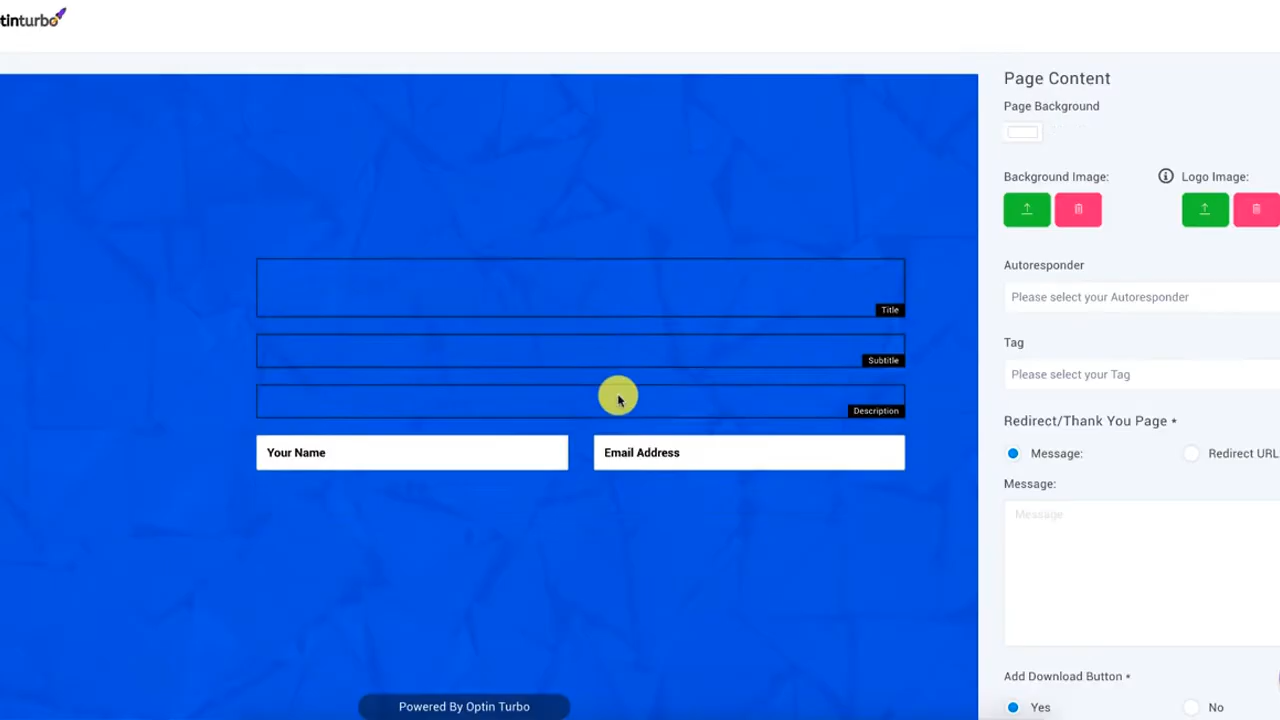 tinturbo
Page Content
Page Background
Background Image:
Logo Image:
Autoresponder
Please select your Autoresponder
Title
Tag
Subtitle
Please select your Tag
Description
Redirect/Thank You Page *
Your Name
Email Address
Message:
Redirect URL
Message:
Message
Add Download Button *
Powered By Optin Turbo
Yes
No